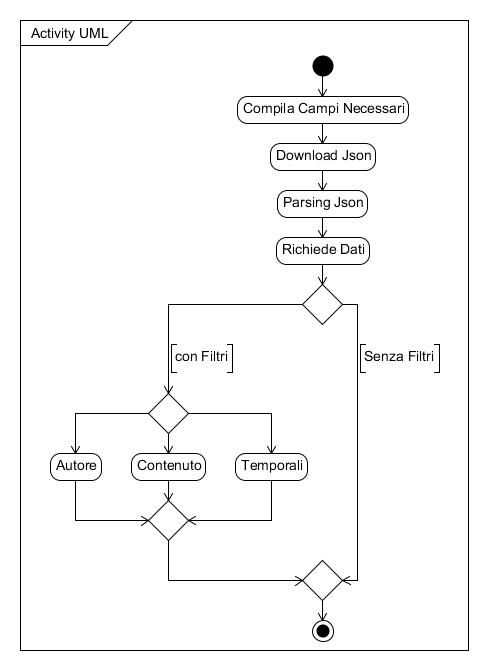 Activity UML
Compila Campi Necessari
Download Json
Parsing Json
Richiede Dati
con Filtri
Senza Filtri
Autore
Contenuto
Temporali